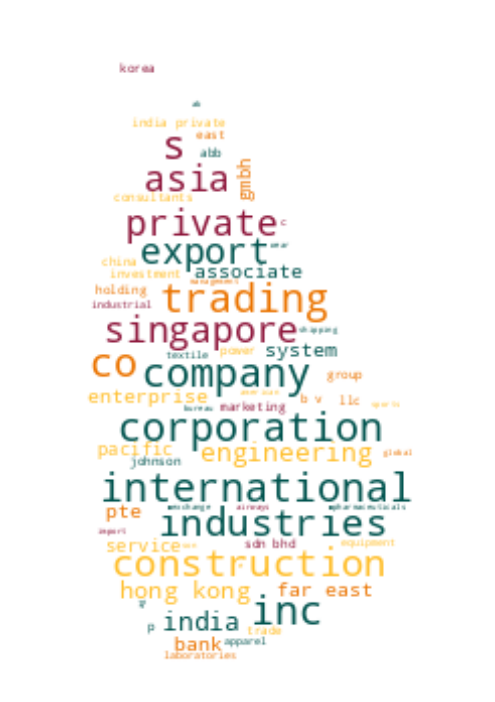 korea
india private
east
s
abb
asia
gmbh
consultants
private
c
export
china
associate
investment
management
holding
trading
industrial
singapore
shipping
textile
power
system
co
company
group
enterprise
b v
llc
bureau
marketing
corporation
pacific
engineering
global
johnson
international
pte
exchange
airways
pharmaceuticals
industries
import
service
sdn bhd
equipment
construction
hong kong
far east
inc
p
india
trade
bank
apparel
laboratories